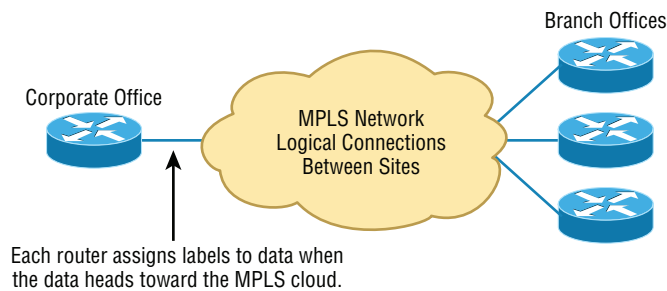 Branch Offices
Corporate Office
MPLS Network
Logical Connections
Between Sites
Each router assigns labels to data when
the data heads toward the MPLS cloud.